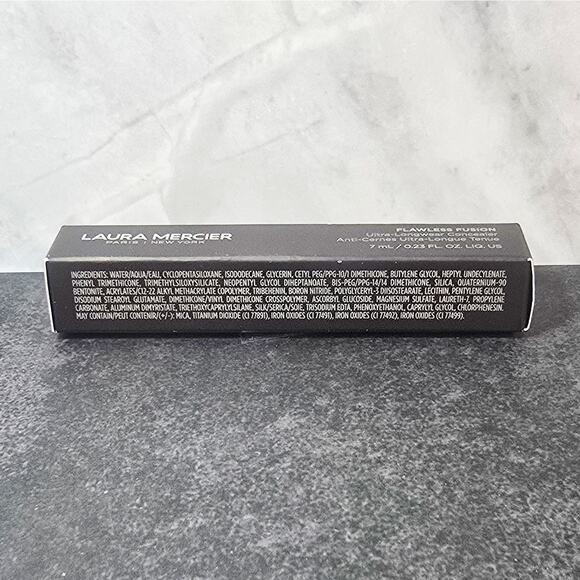 LAURA MERCIER
PARIS | NEW YORK
FLAWLESS FUSION
Ultra-Longwear Concealer
Anti-Cernes Ultra-Longue Tenue
7 mL / 0.23 FL. OZ. LIQ. US
INGREDIENTS: WATER/AQUA/EAU, CYCLOPENTASILOXANE, ISODODECANE, GLYCERIN, CETYL PEG/PPG-10/1 DIMETHICONE, BUTYLENE GLYCOL, HEPTYL UNDECYLENATE,
PHENYL TRIMETHICONE, TRIMETHYLSILOXYSILICATE, NEOPENTYL GLYCOL DIHEPTANOATE, BIS-PEG/PPG-14/14 DIMETHICONE, SILICA, QUATERNIUM-90
BENTONITE, ACRYLATES/C12-22 ALKYL METHACRYLATE COPOLYMER, TRIBEHENIN, BORON NITRIDE, POLYGLYCERYL-3 DIISOSTEARATE, LECITHIN, PENTYLENE GLYCOL,
DISODIUM STEAROYL GLUTAMATE, DIMETHICONE/VINYL DIMETHICONE CROSSPOLYMER, ASCORBYL GLUCOSIDE, MAGNESIUM SULFATE, LAURETH-7, PROPYLENE
CARBONATE, ALUMINUM DIMYRISTATE, TRIETHOXYCAPRYLYLSILANE, SILK/SERICA/SOIE, TRISODIUM EDTA, PHENOXYETHANOL, CAPRYLYL GLYCOL, CHLORPHENESIN.
MAY CONTAIN/PEUT CONTENIR/ (+/-): MICA, TITANIUM DIOXIDE (CI 77891), IRON OXIDES (CI 77491), IRON OXIDES (CI 77492), IRON OXIDES (CI 77499).